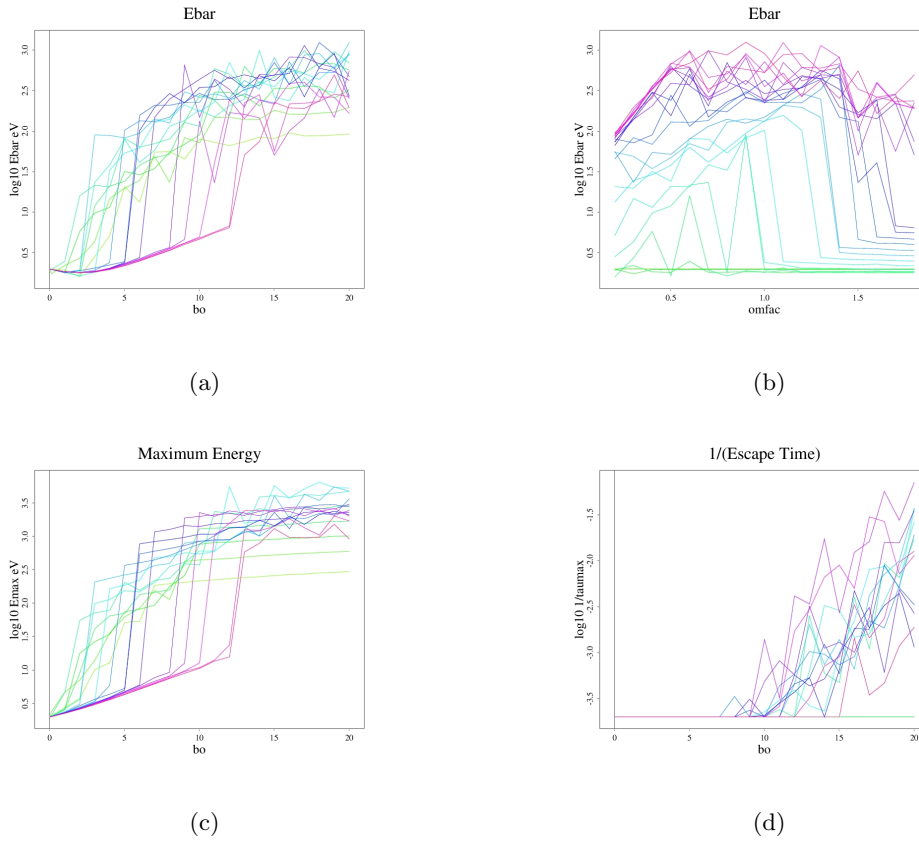 Ebar
log10 Ebar eV
3.0
2.5
2.0
1.5
1.0
0.5
0
5
10
15
20
bo
(a)
Ebar
log10 Ebar eV
3.0
2.5
2.0
1.5
1.0
0.5
0.5
1.0
1.5
omfac
(b)
Maximum Energy
log10 Emax eV
3.5
3.0
2.5
2.0
1.5
1.0
0.5
0
5
10
15
20
bo
(c)
1/(Escape Time)
log10 1/taumax
-1.5
-2.0
-2.5
-3.0
-3.5
0
5
10
15
20
bo
(d)